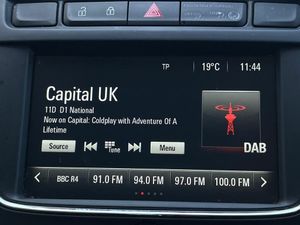 TP 19°C 11:44
Capital UK
11D D1 National
Now on Capital: Coldplay with Adventure Of A
Lifetime
Source Tune Menu
DAB
BBC R4 91.0 FM 94.0 FM 97.0 FM 100.0 FM